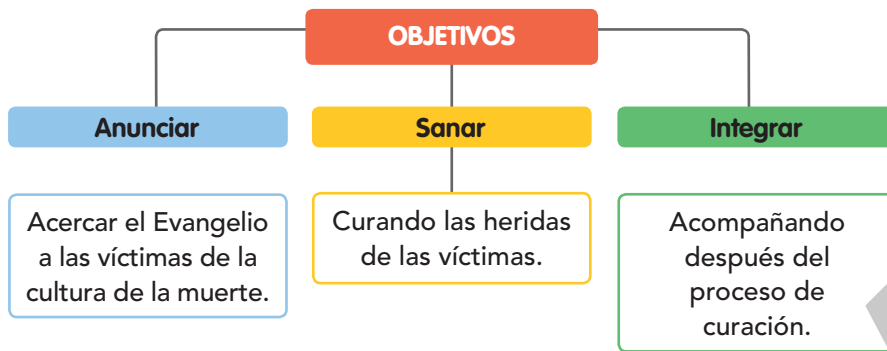 OBJETIVOS
Anunciar
Sanar
Integrar
Acercar el Evangelio
a las víctimas de la
cultura de la muerte.
Curando las heridas
de las víctimas.
Acompañando
después del
proceso de
curación.